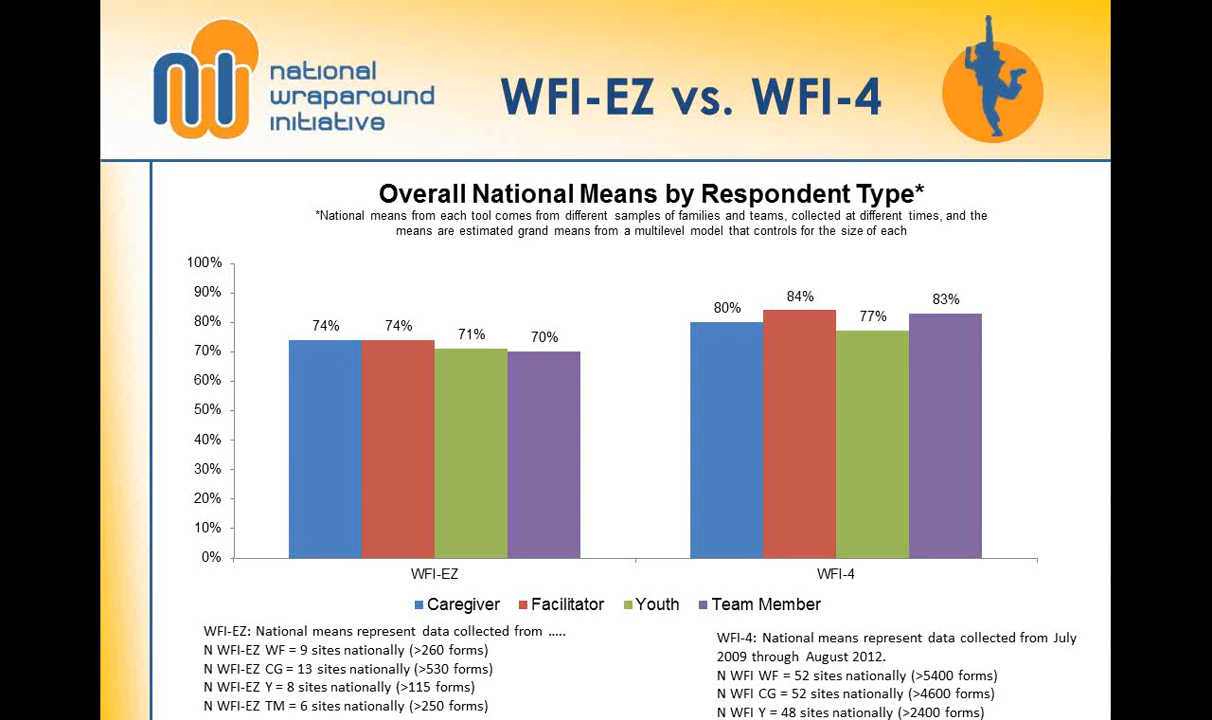 national
wraparound
initiative
WFI-EZ vs. WFI-4
Overall National Means by Respondent Type*
*National means from each tool comes from different samples of families and teams, collected at different times, and the
means are estimated grand means from a multilevel model that controls for the size of each
100%
90%
80%
70%
60%
50%
40%
30%
20%
10%
0%
74%
74%
71%
70%
80%
84%
77%
83%
WFI-EZ
WFI-4
Caregiver
Facilitator
Youth
Team Member
WFI-EZ: National means represent data collected from .....
N WFI-EZ WF = 9 sites nationally (>260 forms)
N WFI-EZ CG = 13 sites nationally (>530 forms)
N WFI-EZ Y = 8 sites nationally (>115 forms)
N WFI-EZ TM = 6 sites nationally (>250 forms)
WFI-4: National means represent data collected from July
2009 through August 2012.
N WFI WF = 52 sites nationally (>5400 forms)
N WFI CG = 52 sites nationally (>4600 forms)
N WFI Y = 48 sites nationally (>2400 forms)